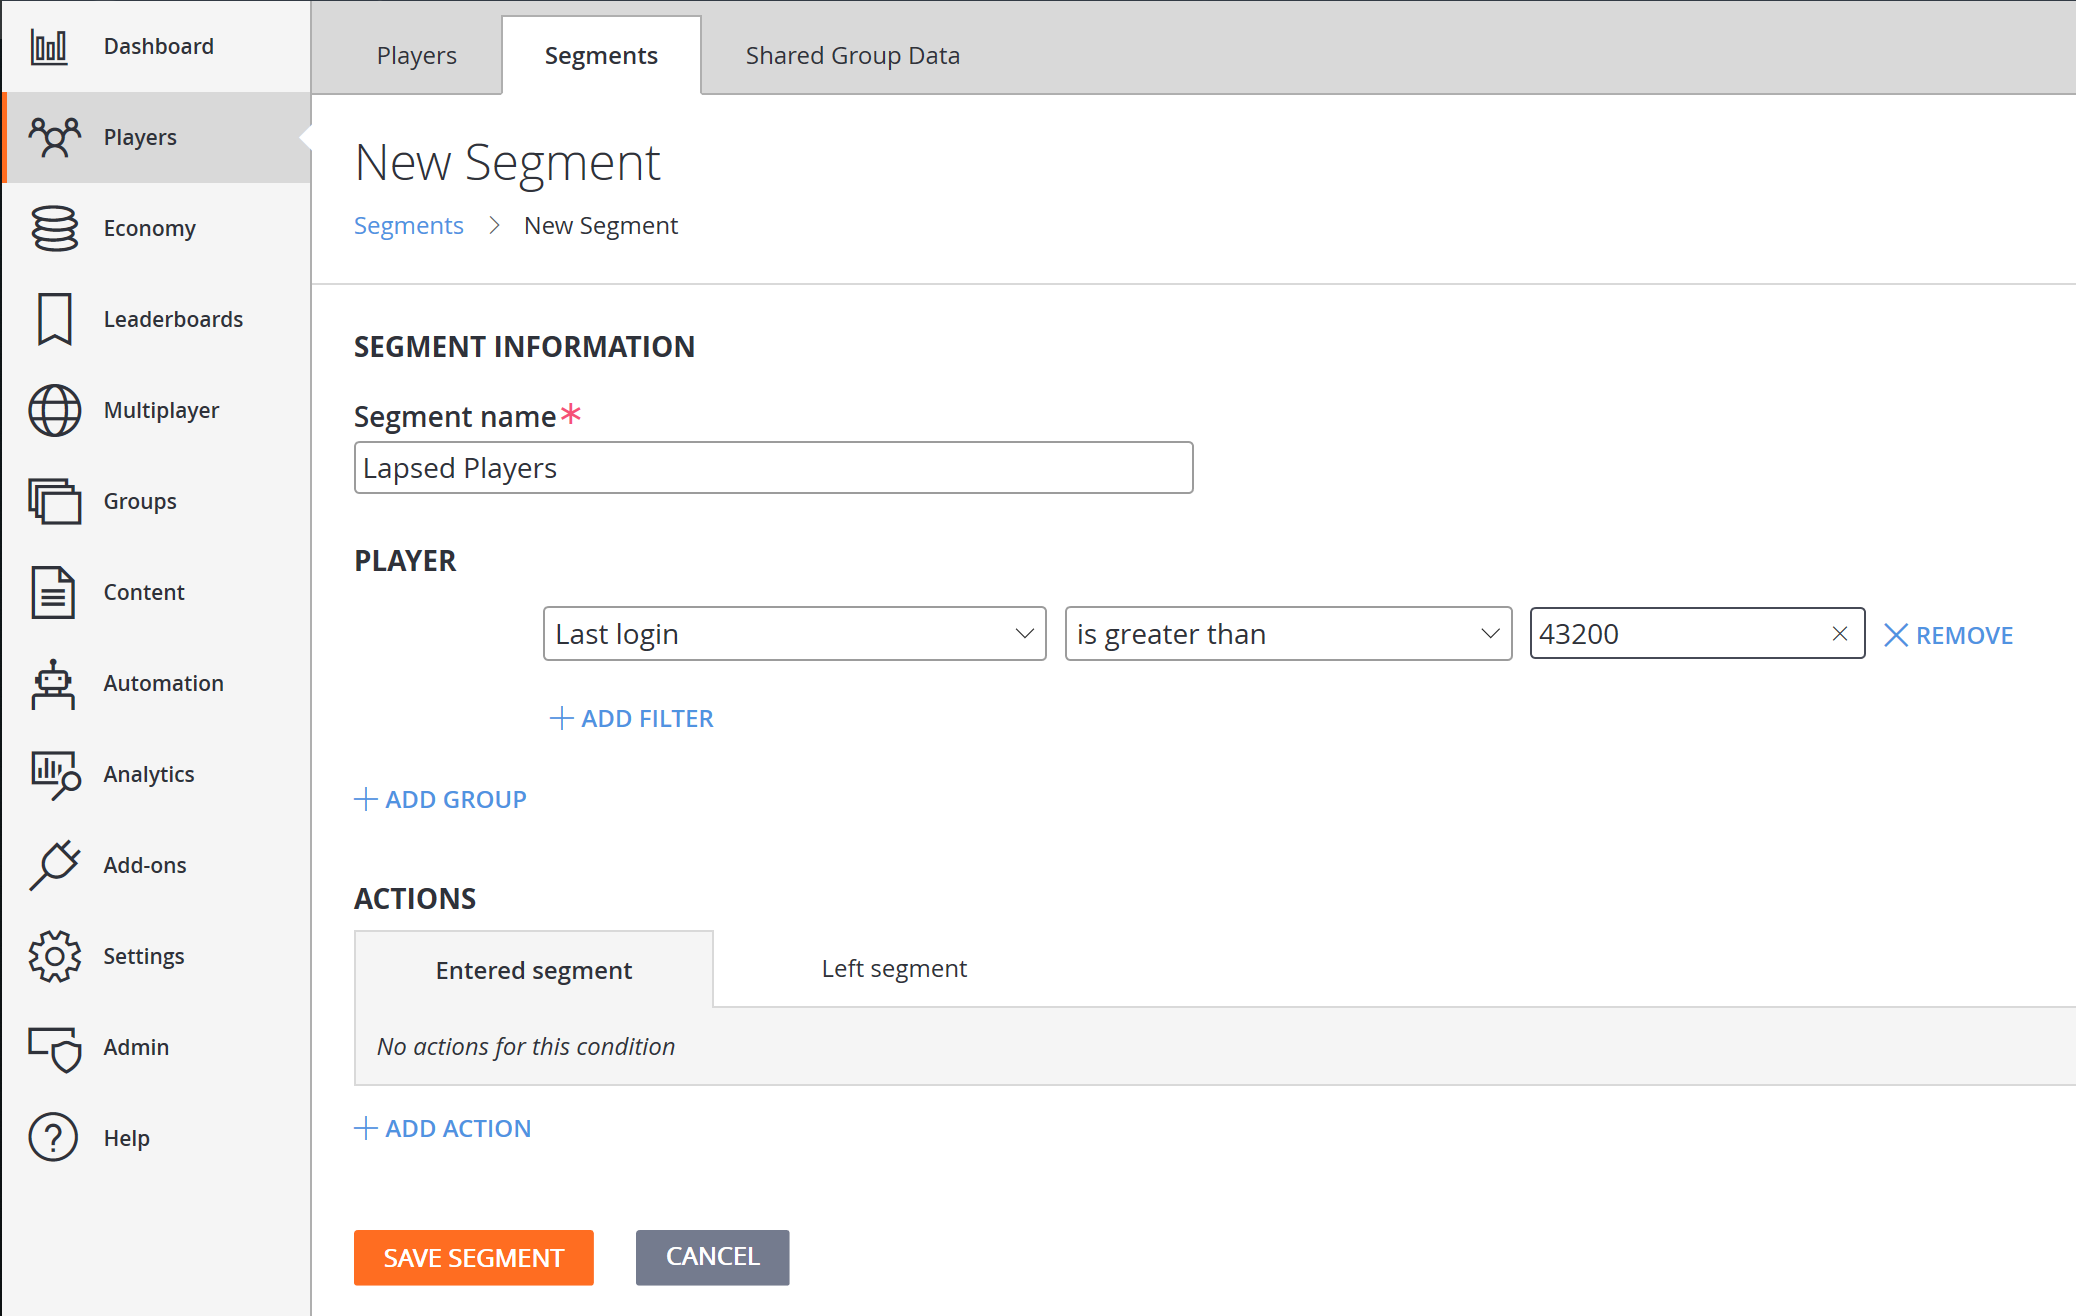 Dashboard
Players
Economy
Leaderboards
Multiplayer
Groups
Content
Automation
Analytics
Add-ons
Settings
Admin
Help
Players
Segments
Shared Group Data
New Segment
Segments > New Segment
SEGMENT INFORMATION
Segment name*
Lapsed Players
PLAYER
Last login
is greater than
43200
REMOVE
ADD FILTER
ADD GROUP
ACTIONS
Entered segment
Left segment
No actions for this condition
ADD ACTION
SAVE SEGMENT
CANCEL